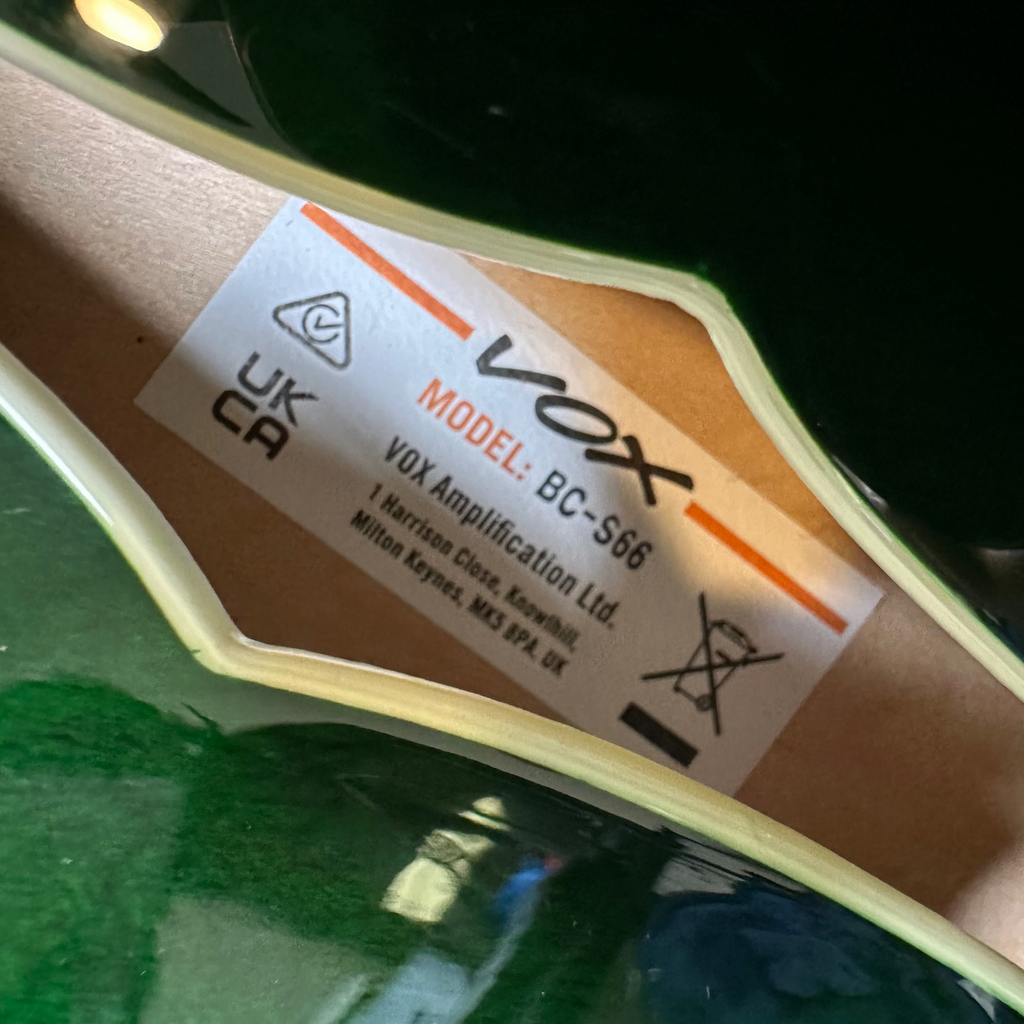 VOX
MODEL: BC-S66
VOX Amplification Ltd.
1 Harrison Close, Knowlhill,
Milton Keynes, MK5 8PA, UK
UK
CA